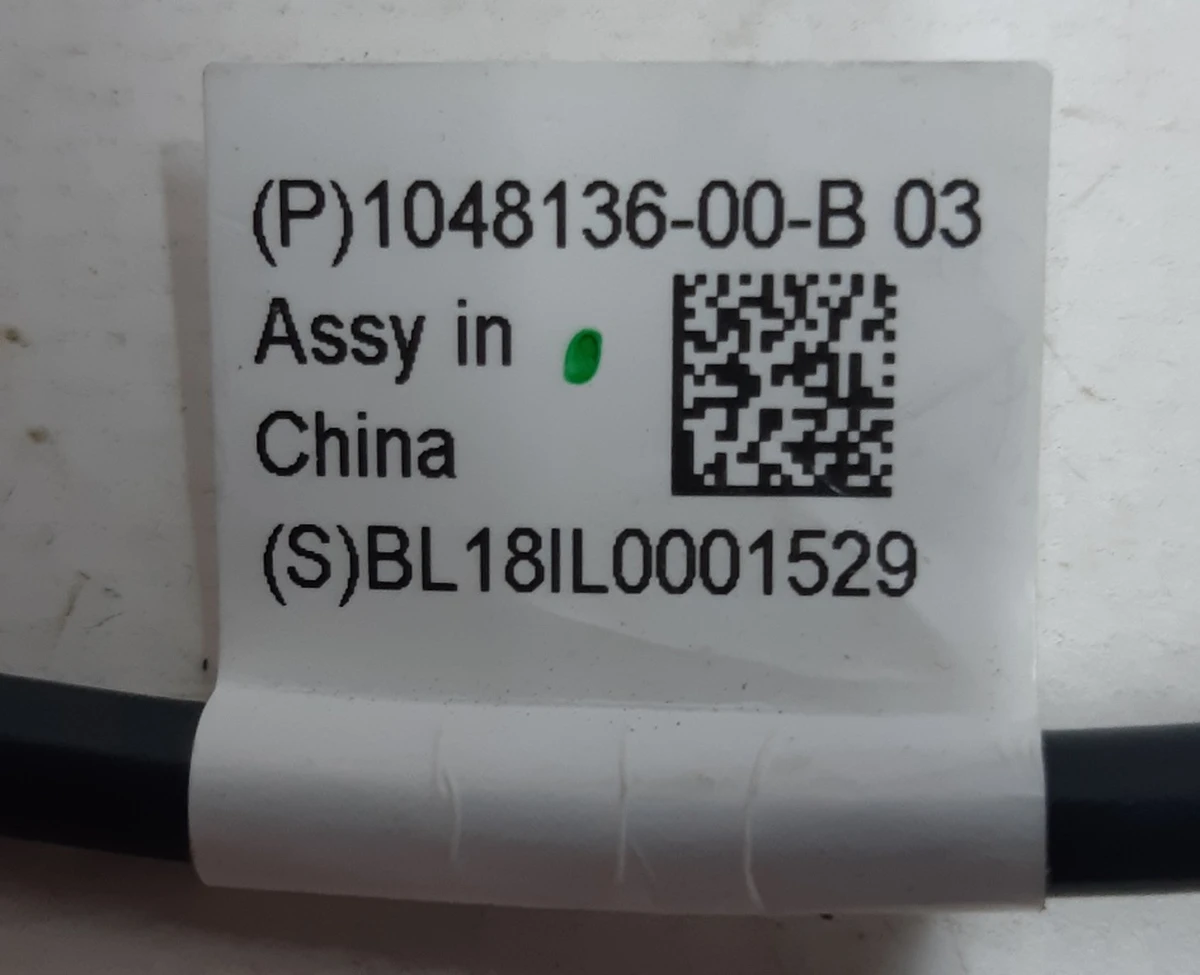 (P)1048136-00-B 03
Assy in
China
(S)BL18IL0001529